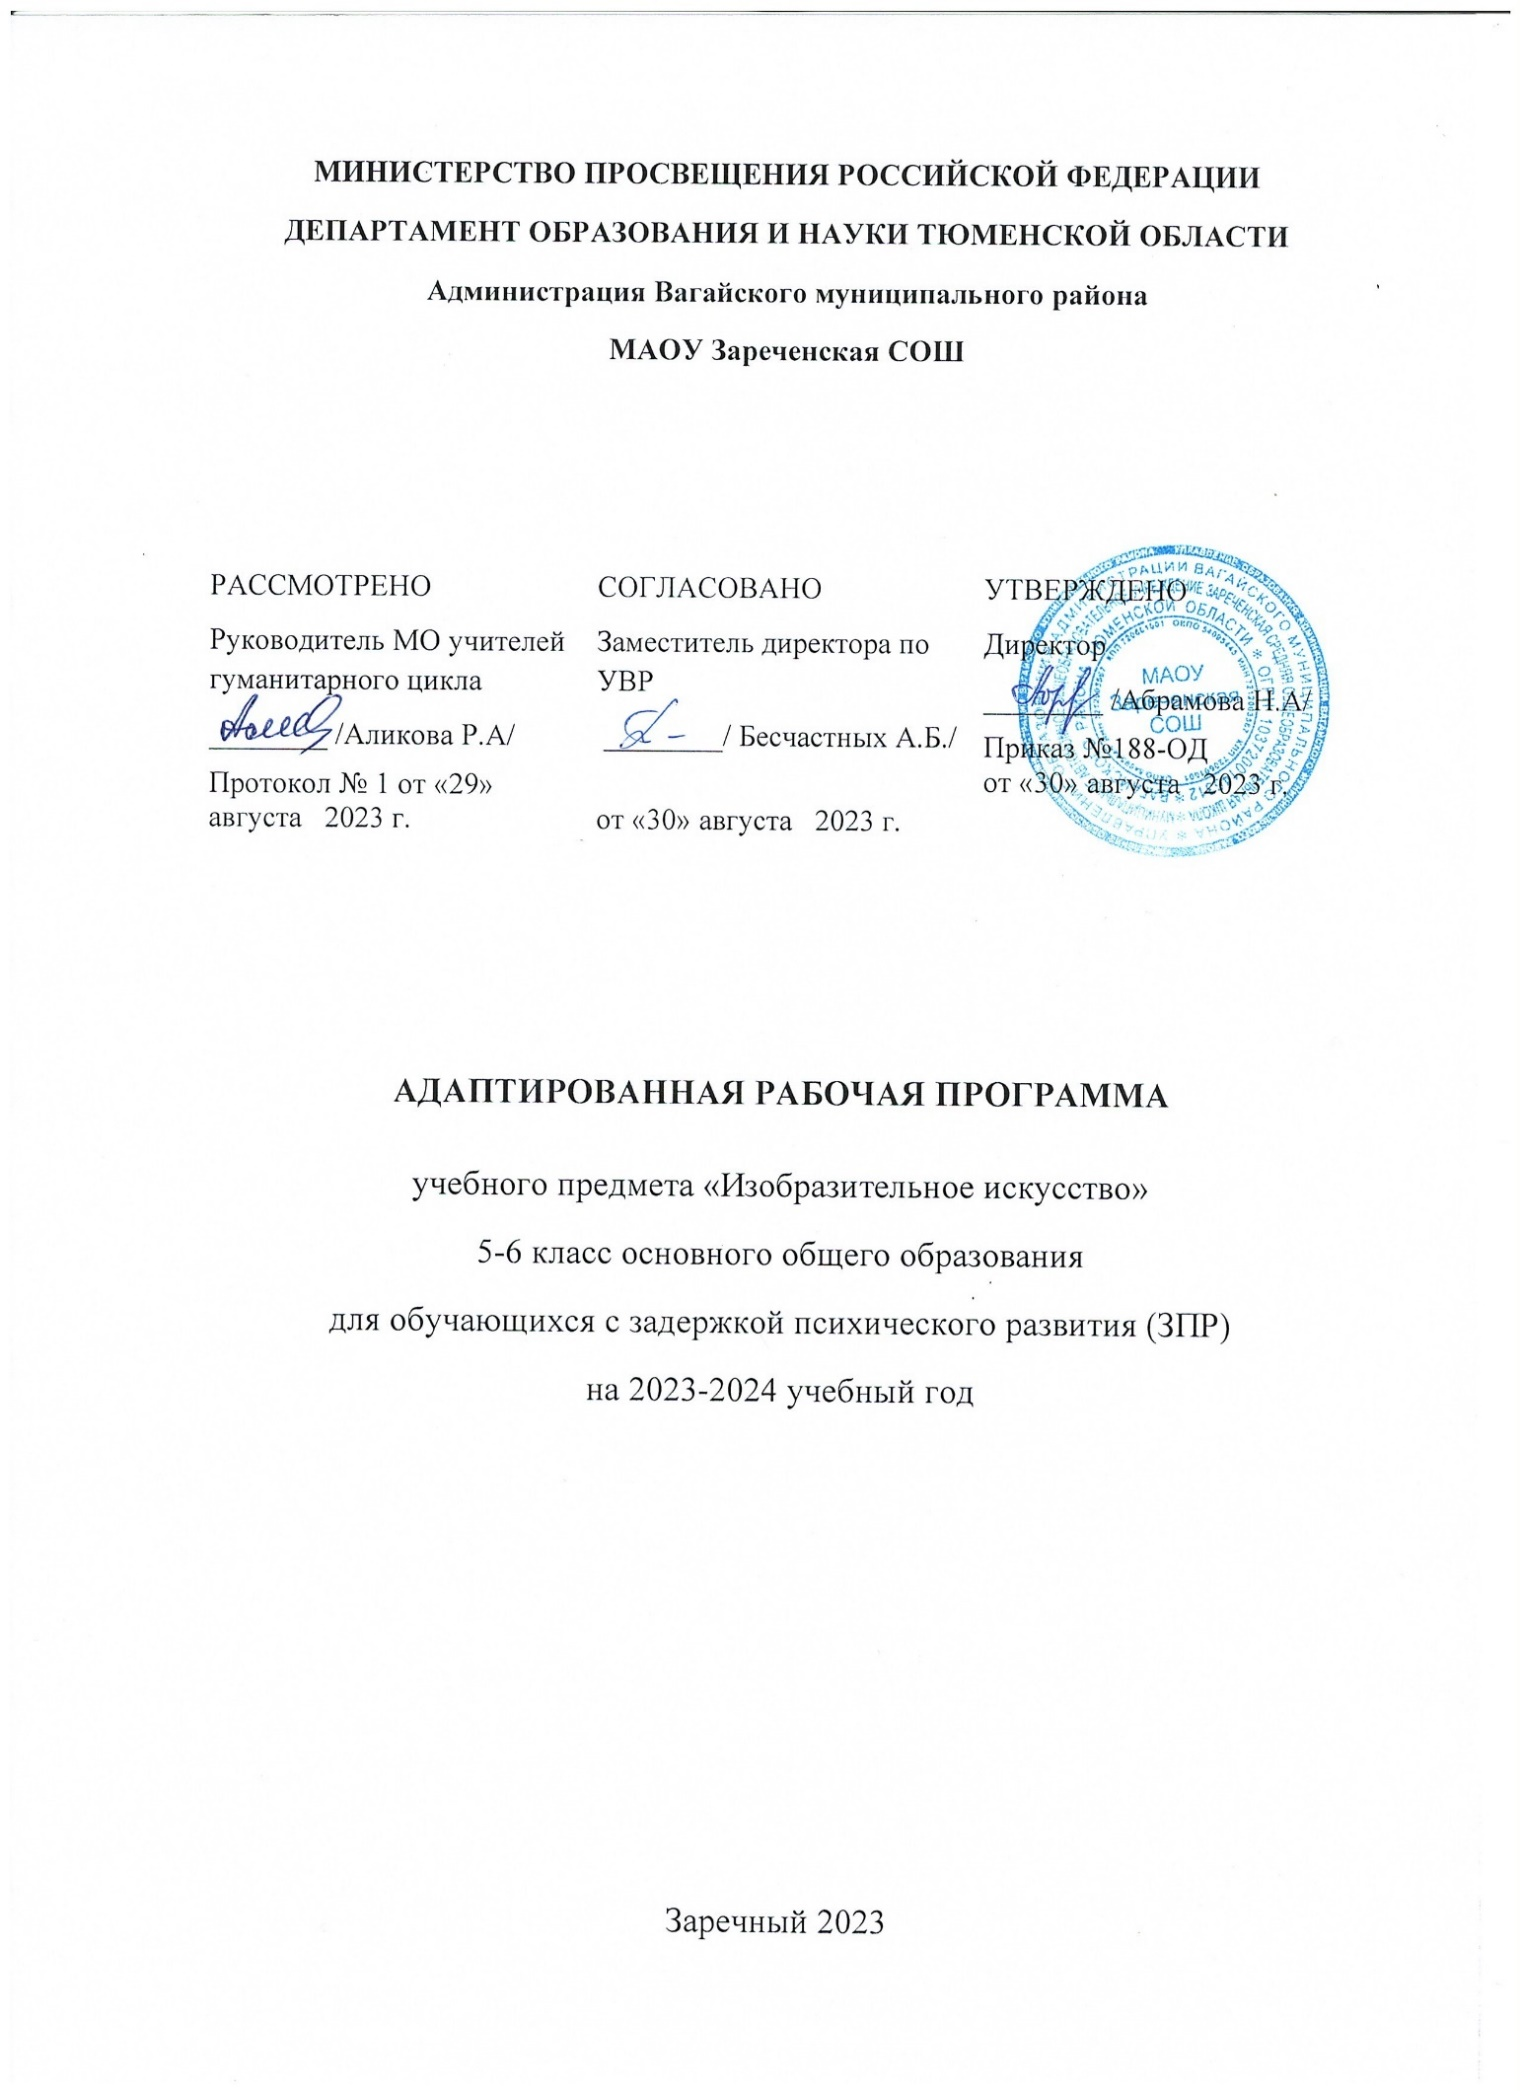 МИНИСТЕРСТВО ПРОСВЕЩЕНИЯ РОССИЙСКОЙ ФЕДЕРАЦИИ
ДЕПАРТАМЕНТ ОБРАЗОВАНИЯ И НАУКИ ТЮМЕНСКОЙ ОБЛАСТИ
Администрация Вагайского муниципального района
МАОУ Зареченская СОШ
РАССМОТРЕНО
Руководитель МО учителей
гуманитарного цикла
/Аликова Р.А/
Протокол № 1 от «29»
августа 2023 г.
СОГЛАСОВАНО
Заместитель директора по
УВР
/ Бесчастных А.Б./
от «30» августа 2023 г.
УТВЕРЖДЕНО
Директор
/Абрамова Н.А/
Приказ №188-ОД
от «30» августа 2023 г.
МАОУ
Зареченская
СОШ
АДАПТИРОВАННАЯ РАБОЧАЯ ПРОГРАММА
учебного предмета «Изобразительное искусство»
5-6 класс основного общего образования
для обучающихся с задержкой психического развития (ЗПР)
на 2023-2024 учебный год
Заречный 2023